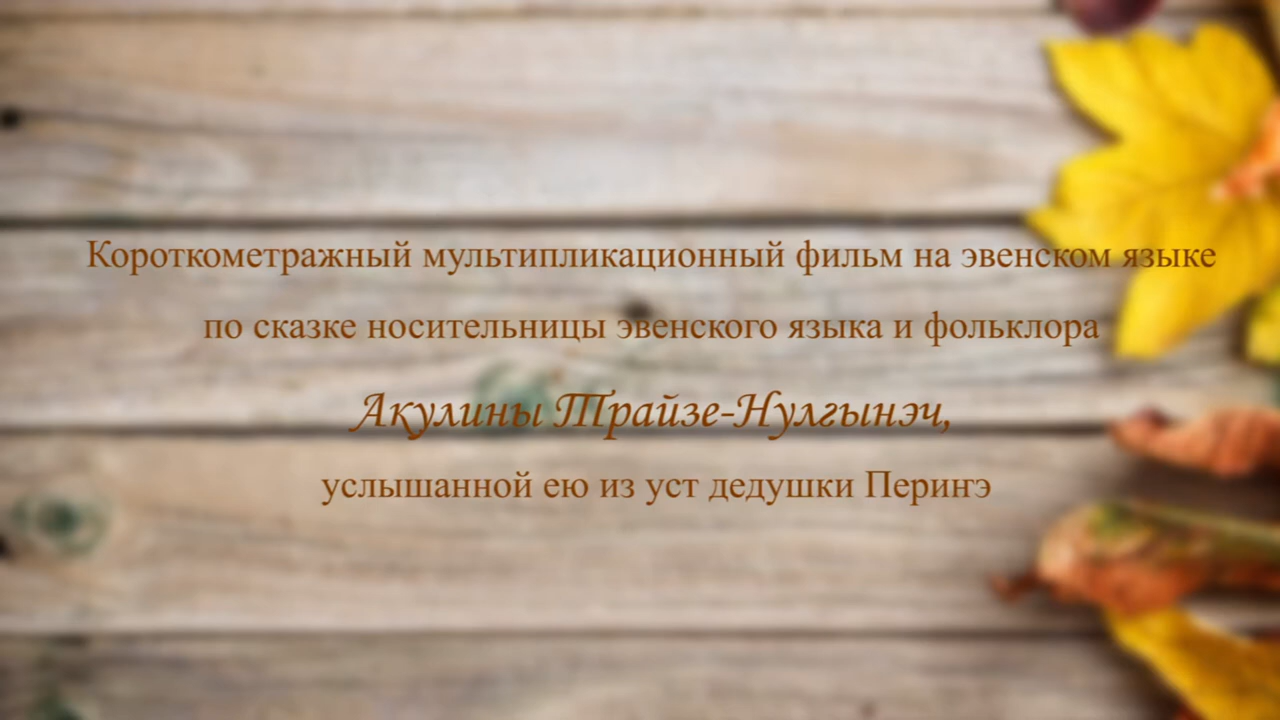 Короткометражный мультипликационный фильм на эвенском языке
по сказке носительницы эвенского языка и фольклора
Акулины Трайзе-Нулгынэч,
услышанной ею из уст дедушки Периҥэ